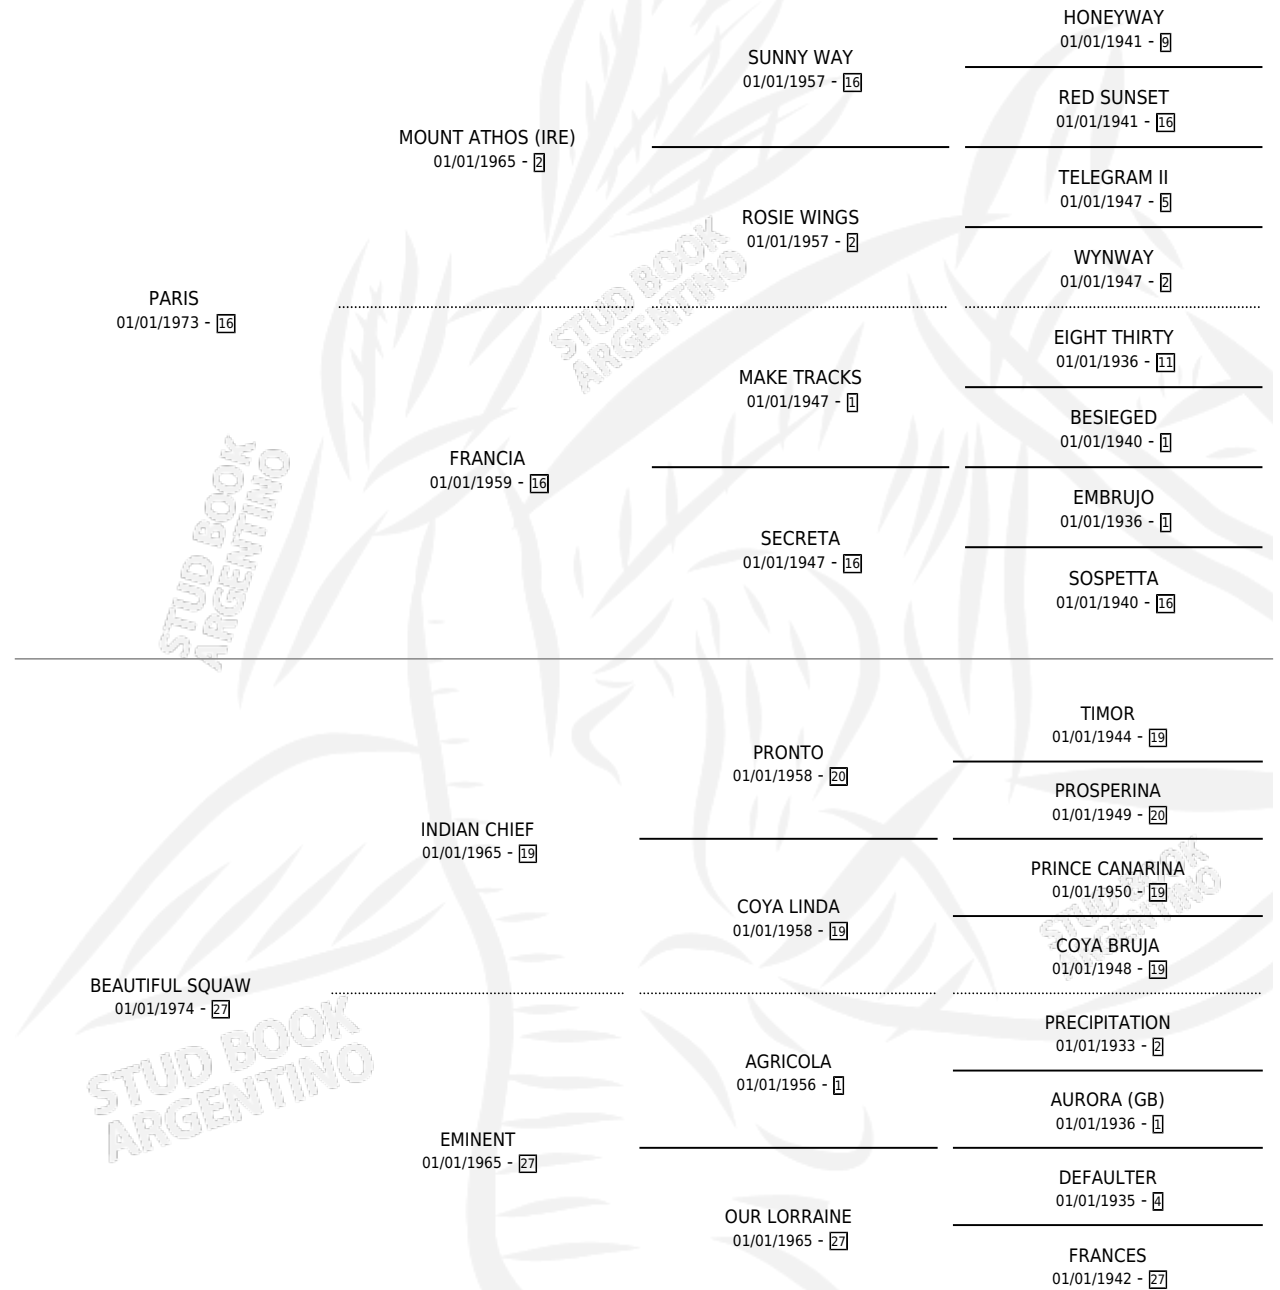 HONEYWAY
01/01/1941 - 9
SUNNY WAY
01/01/1957 - 16
RED SUNSET
01/01/1941 - 16
MOUNT ATHOS (IRE)
01/01/1965 - 2
TELEGRAM II
01/01/1947 - 5
ROSIE WINGS
01/01/1957 - 2
WYNWAY
01/01/1947 - 2
PARIS
01/01/1973 - 16
STUD BOOK
ARGENTINO
EIGHT THIRTY
01/01/1936 - 11
MAKE TRACKS
01/01/1947 - 1
BESIEGED
01/01/1940 - 1
FRANCIA
01/01/1959 - 16
EMBRUJO
01/01/1936 - 1
SECRETA
01/01/1947 - 16
SOSPETTA
01/01/1940 - 16
STUD BOOK
ARGENTINO
TIMOR
01/01/1944 - 19
PRONTO
01/01/1958 - 20
PROSPERINA
01/01/1949 - 20
INDIAN CHIEF
01/01/1965 - 19
PRINCE CANARINA
01/01/1950 - 19
COYA LINDA
01/01/1958 - 19
STUD BOOK
ARGENTINO
COYA BRUJA
01/01/1948 - 19
BEAUTIFUL SQUAW
01/01/1974 - 27
STUD BOOK
ARGENTINO
PRECIPITATION
01/01/1933 - 2
AGRICOLA
01/01/1956 - 1
AURORA (GB)
01/01/1936 - 1
EMINENT
01/01/1965 - 27
DEFAULTER
01/01/1935 - 4
OUR LORRAINE
01/01/1965 - 27
FRANCES
01/01/1942 - 27